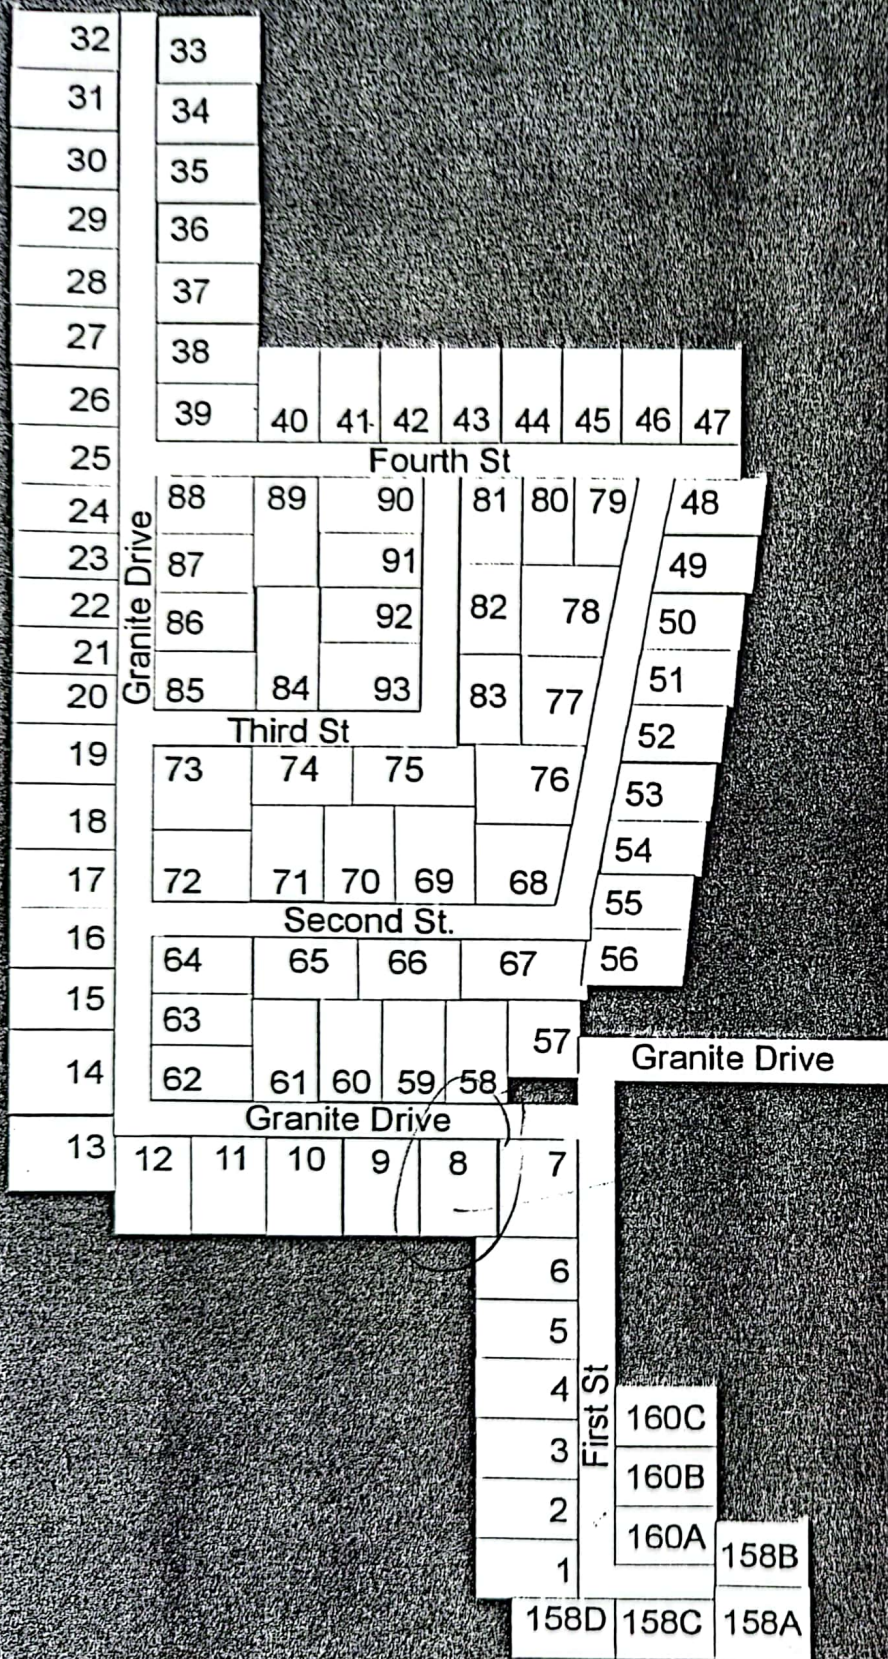 32 33
31 34
30 35
29 36
28 37
27 38
26 39 40 41 42 43 44 45 46 47
25 Fourth St
24 88 89 90 81 80 79 48
23 87 91 49
22 86 92 82 78 50
21
20 85 84 93 83 77 51
Granite Drive
Third St 52
19 73 74 75 76 53
18 54
17 72 71 70 69 68 55
Second St.
16 64 65 66 67 56
15 63 57
Granite Drive
14 62 61 60 59 58
Granite Drive
13 12 11 10 9 8 7
6
5
4 160C
3 160B
First St
2 160A
1 158B
158D 158C 158A